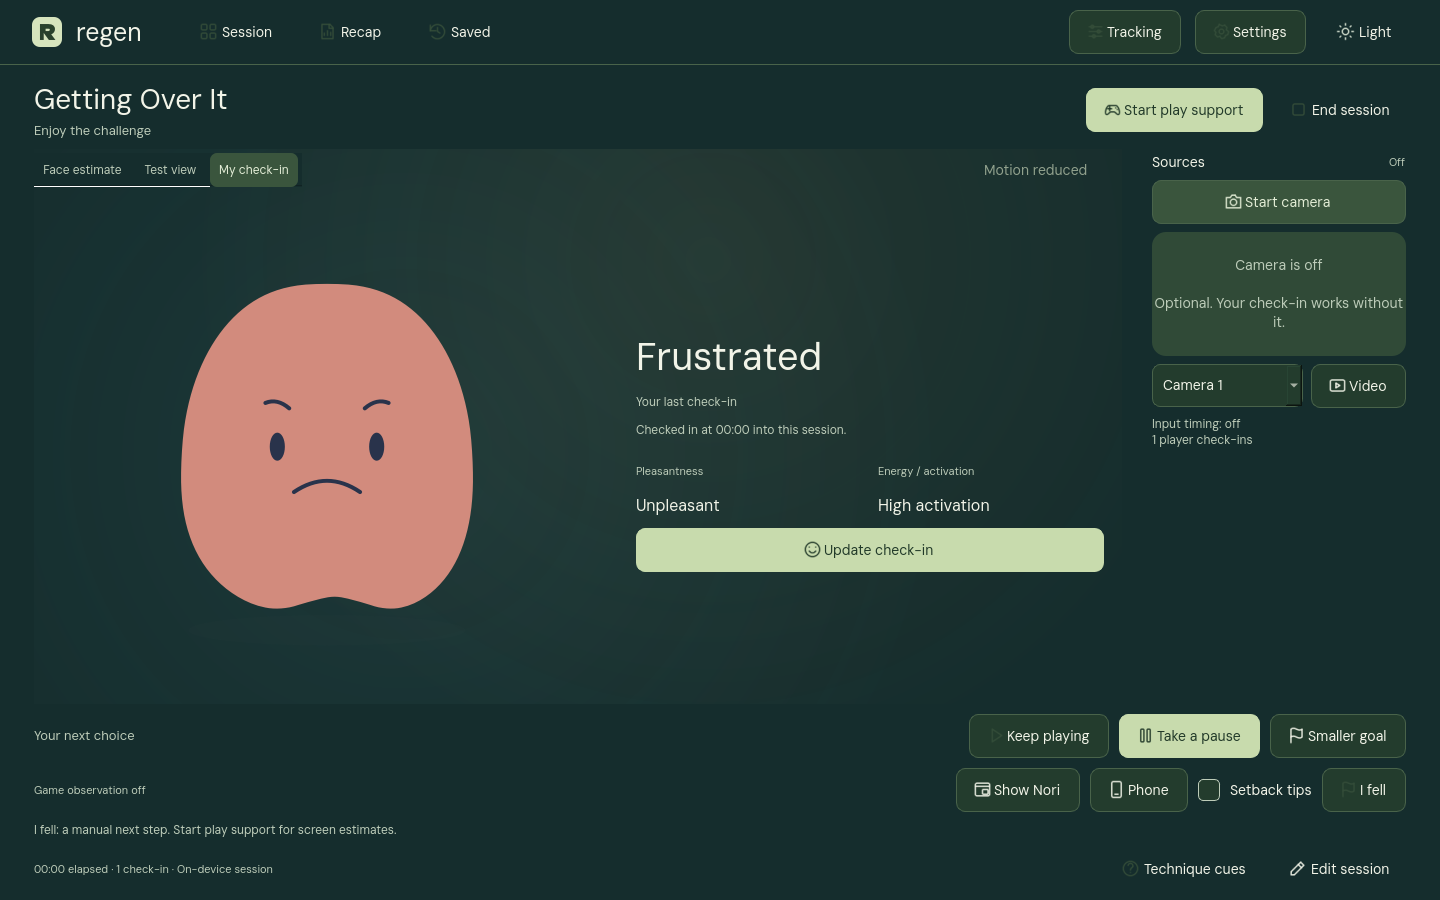 R regen
Session
Recap
Saved
Tracking
Settings
Light
Getting Over It
Enjoy the challenge
Start play support
End session
Face estimate
Test view
My check-in
Motion reduced
Sources
Off
Start camera
Camera is off
Optional. Your check-in works without
it.
Camera 1
Video
Input timing: off
1 player check-ins
Frustrated
Your last check-in
Checked in at 00:00 into this session.
Pleasantness
Energy / activation
Unpleasant
High activation
Update check-in
Your next choice
Keep playing
Take a pause
Smaller goal
Game observation off
Show Nori
Phone
Setback tips
I fell
I fell: a manual next step. Start play support for screen estimates.
00:00 elapsed · 1 check-in · On-device session
Technique cues
Edit session